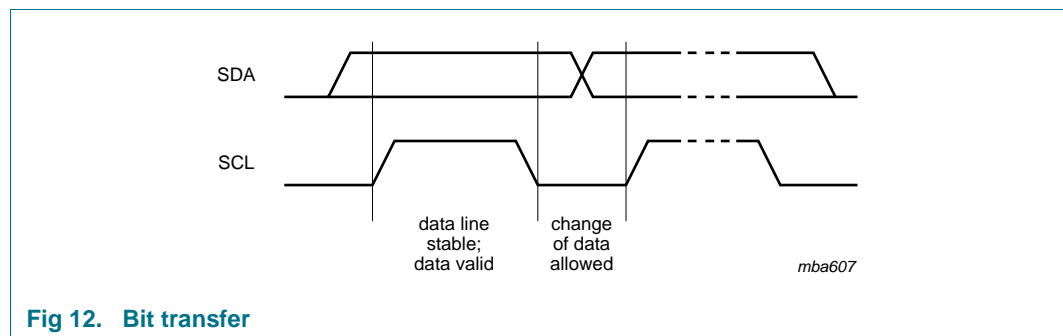 SDA
SCL
data line
stable;
data valid
change
of data
allowed
mba607
Fig 12. Bit transfer